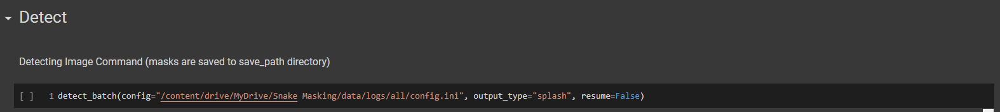 Detect
Detecting Image Command (masks are saved to save_path directory)
[ ] 1 detect_batch(config="/content/drive/MyDrive/Snake Masking/data/logs/all/config.ini", output_type="splash", resume=False)